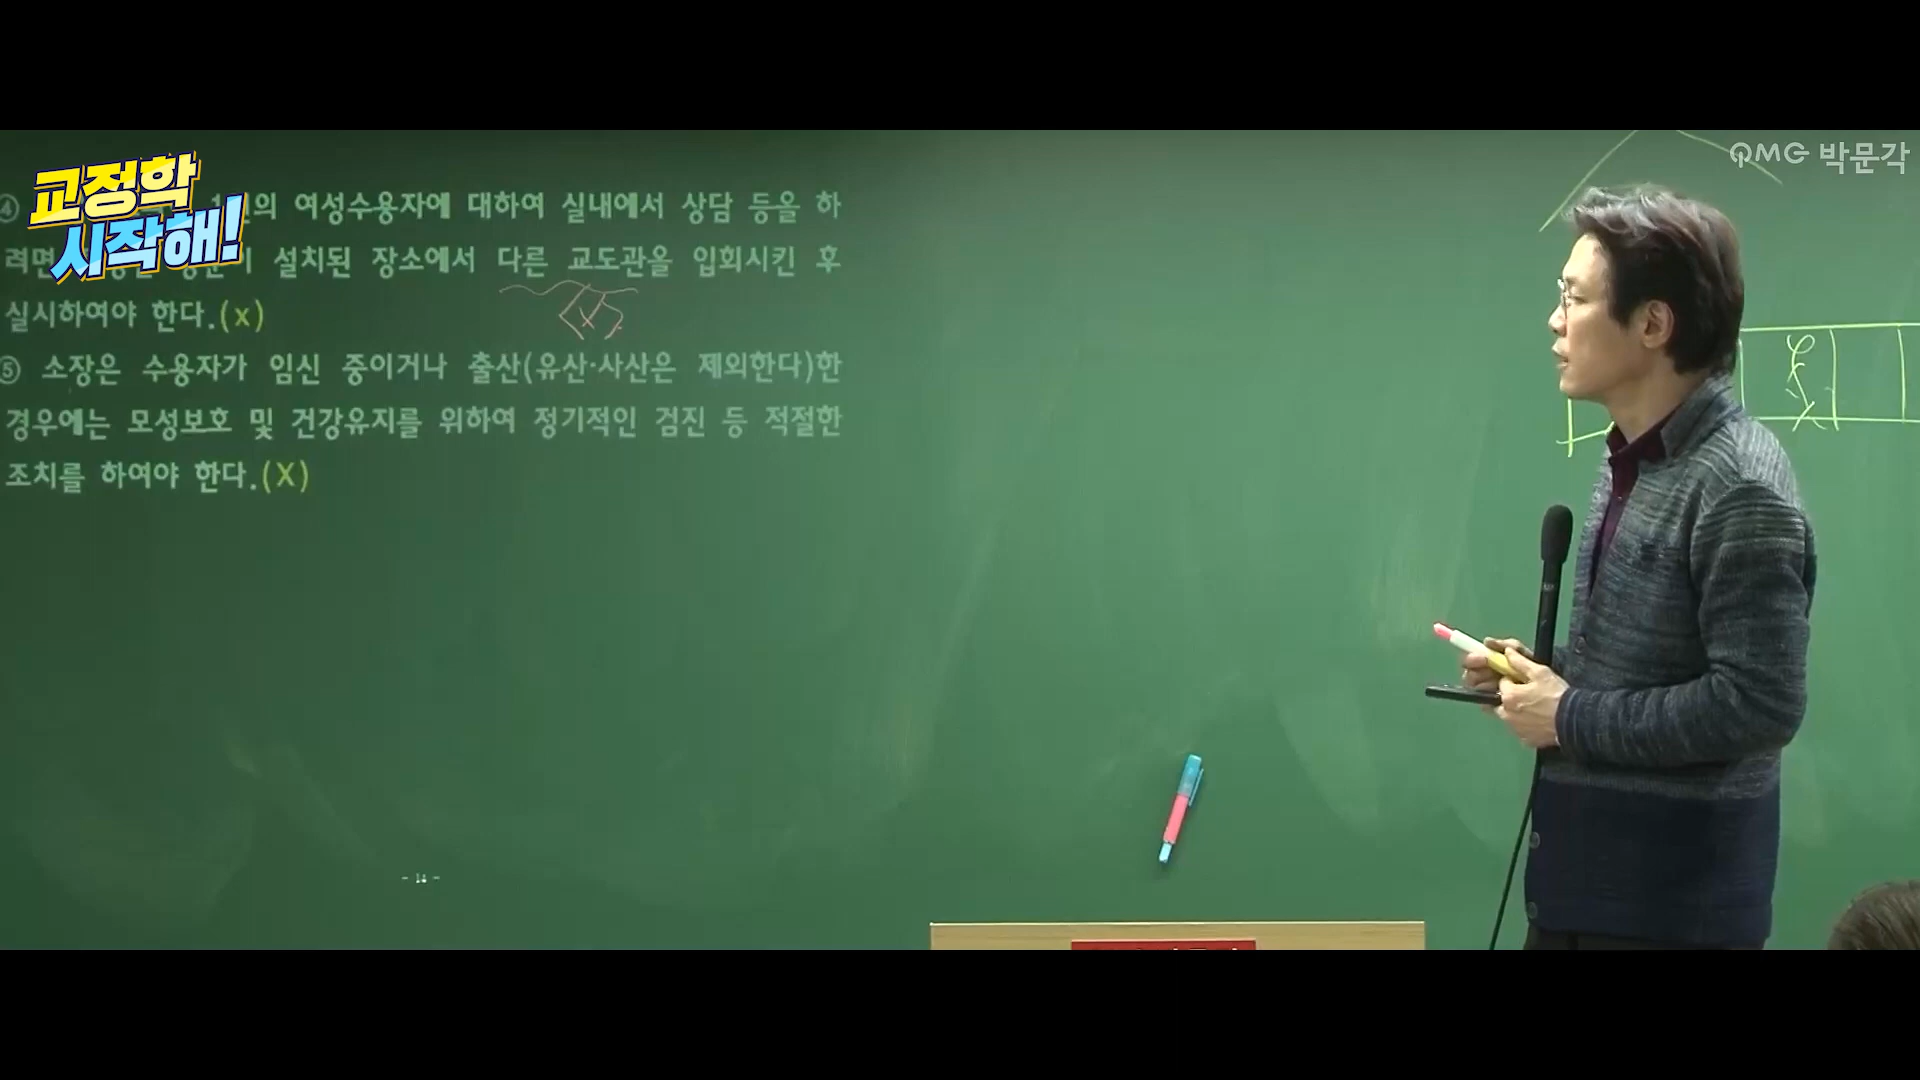 교정학
시작해!
PMG 박문각
④ 의 여성수용자에 대하여 실내에서 상담 등을 하
려면 설치된 장소에서 다른 교도관을 입회시킨 후
실시하여야 한다.(x)
⑤ 소장은 수용자가 임신 중이거나 출산(유산·사산은 제외한다)한
경우에는 모성보호 및 건강유지를 위하여 정기적인 검진 등 적절한
조치를 하여야 한다.(X)